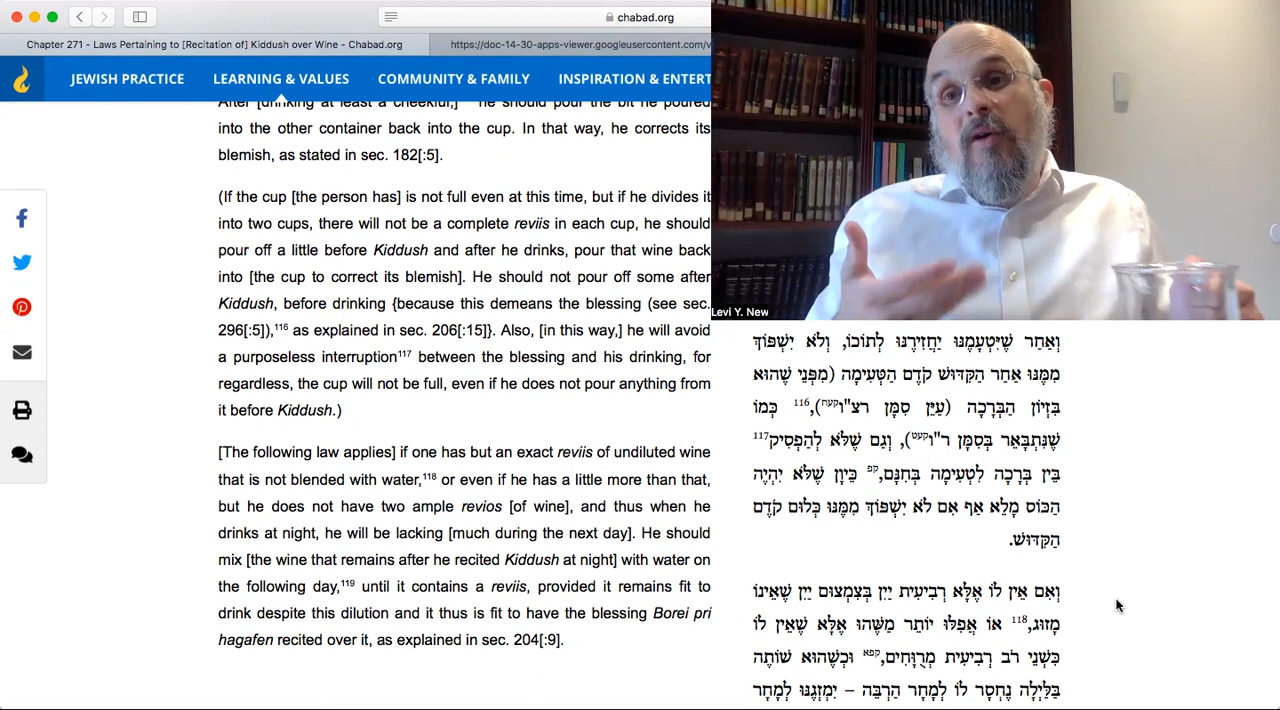 chabad.org
Chapter 271 - Laws Pertaining to [Recitation of] Kiddush over Wine - Chabad.org
https://doc-14-30-apps-viewer.googleusercontent.com/v
JEWISH PRACTICE
LEARNING & VALUES
COMMUNITY & FAMILY
INSPIRATION & ENTERT
After [drinking at least a cheekful,] he should pour the bit he poured
into the other container back into the cup. In that way, he corrects its
blemish, as stated in sec. 182[:5].
(If the cup [the person has] is not full even at this time, but if he divides it
into two cups, there will not be a complete reviis in each cup, he should
pour off a little before Kiddush and after he drinks, pour that wine back
into [the cup to correct its blemish]. He should not pour off some after
Kiddush, before drinking {because this demeans the blessing (see sec.
296[:5]),116 as explained in sec. 206[:15]}. Also, [in this way,] he will avoid
a purposeless interruption117 between the blessing and his drinking, for
regardless, the cup will not be full, even if he does not pour anything from
it before Kiddush.)
[The following law applies] if one has but an exact reviis of undiluted wine
that is not blended with water,118 or even if he has a little more than that,
but he does not have two ample revios [of wine], and thus when he
drinks at night, he will be lacking [much during the next day]. He should
mix [the wine that remains after he recited Kiddush at night] with water on
the following day,119 until it contains a reviis, provided it remains fit to
drink despite this dilution and it thus is fit to have the blessing Borei pri
hagafen recited over it, as explained in sec. 204[:9].
Levi Y. New
וְאַחַר שֶׁיִּטְעָמֶנּוּ יַחֲזִירֶנּוּ לְתוֹכוֹ, וְלֹא יִשְׁפּוֹךְ
מִמֶּנּוּ אַחַר הַקִּדּוּשׁ קֹדֶם הַטְּעִימָה (מִפְּנֵי שֶׁהוּא
בִּזְיוֹן הַבְּרָכָה (עַיֵּן סִמָּן רצ"וקעח),116 כְּמוֹ
שֶׁנִּתְבָּאֵר בְּסִמָּן ר"וקעט), וְגַם שֶׁלֹּא לְהַפְסִיק117
בֵּין בְּרָכָה לִטְעִימָה בְּחִנָּם,קפ כֵּיוָן שֶׁלֹּא יִהְיֶה
הַכּוֹס מָלֵא אַף אִם לֹא יִשְׁפּוֹךְ מִמֶּנּוּ כְּלוּם קֹדֶם
הַקִּדּוּשׁ.
וְאִם אֵין לוֹ אֶלָּא רְבִיעִית יַיִן בְּצִמְצוּם יַיִן שֶׁאֵינוֹ
מָזוּג,118 אוֹ אֲפִלּוּ יוֹתֵר מַשֶּׁהוּ אֶלָּא שֶׁאֵין לוֹ
כִּשְׁנֵי רֹב רְבִיעִית מְרֻוָּחִים,קפא וּכְשֶׁהוּא שׁוֹתֶה
בַּלַּיְלָה נֶחְסָר לוֹ לְמָחָר הַרְבֵּה – יִמְזְגֶנּוּ לְמָחָר